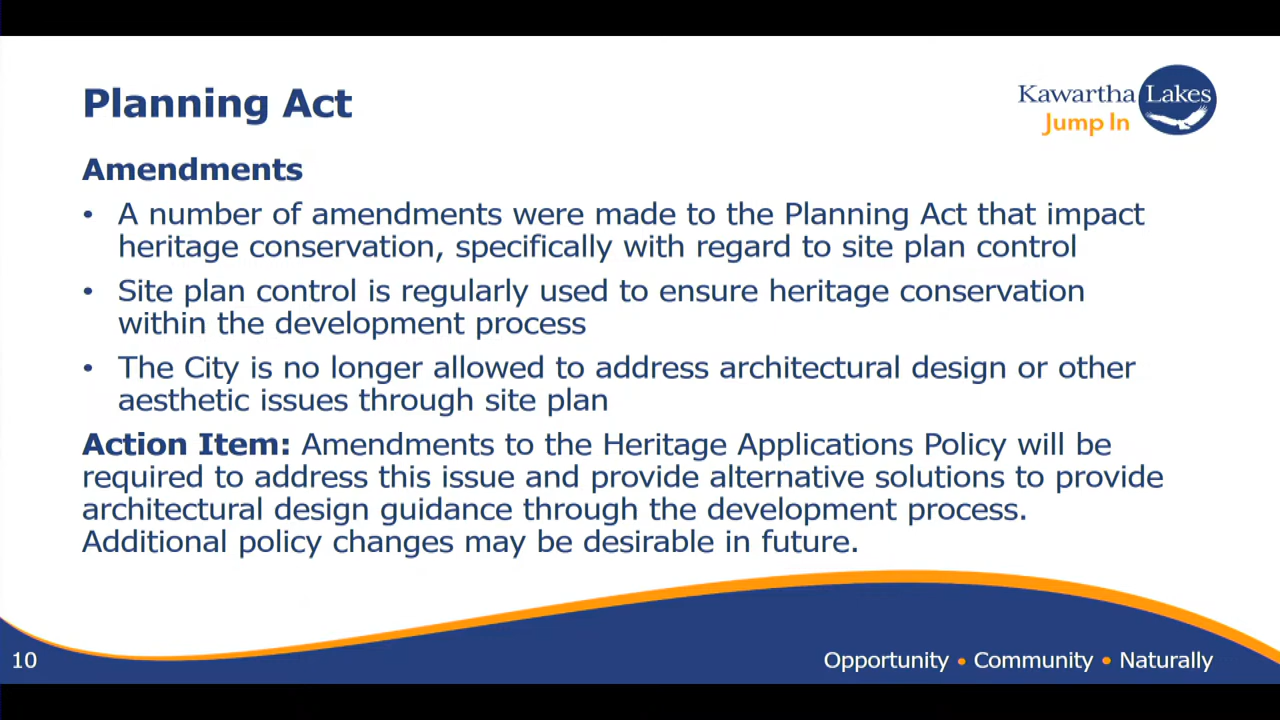 Planning Act
Kawartha Lakes
Jump In
Amendments
• A number of amendments were made to the Planning Act that impact
heritage conservation, specifically with regard to site plan control
• Site plan control is regularly used to ensure heritage conservation
within the development process
• The City is no longer allowed to address architectural design or other
aesthetic issues through site plan
Action Item: Amendments to the Heritage Applications Policy will be
required to address this issue and provide alternative solutions to provide
architectural design guidance through the development process.
Additional policy changes may be desirable in future.
10
Opportunity • Community • Naturally